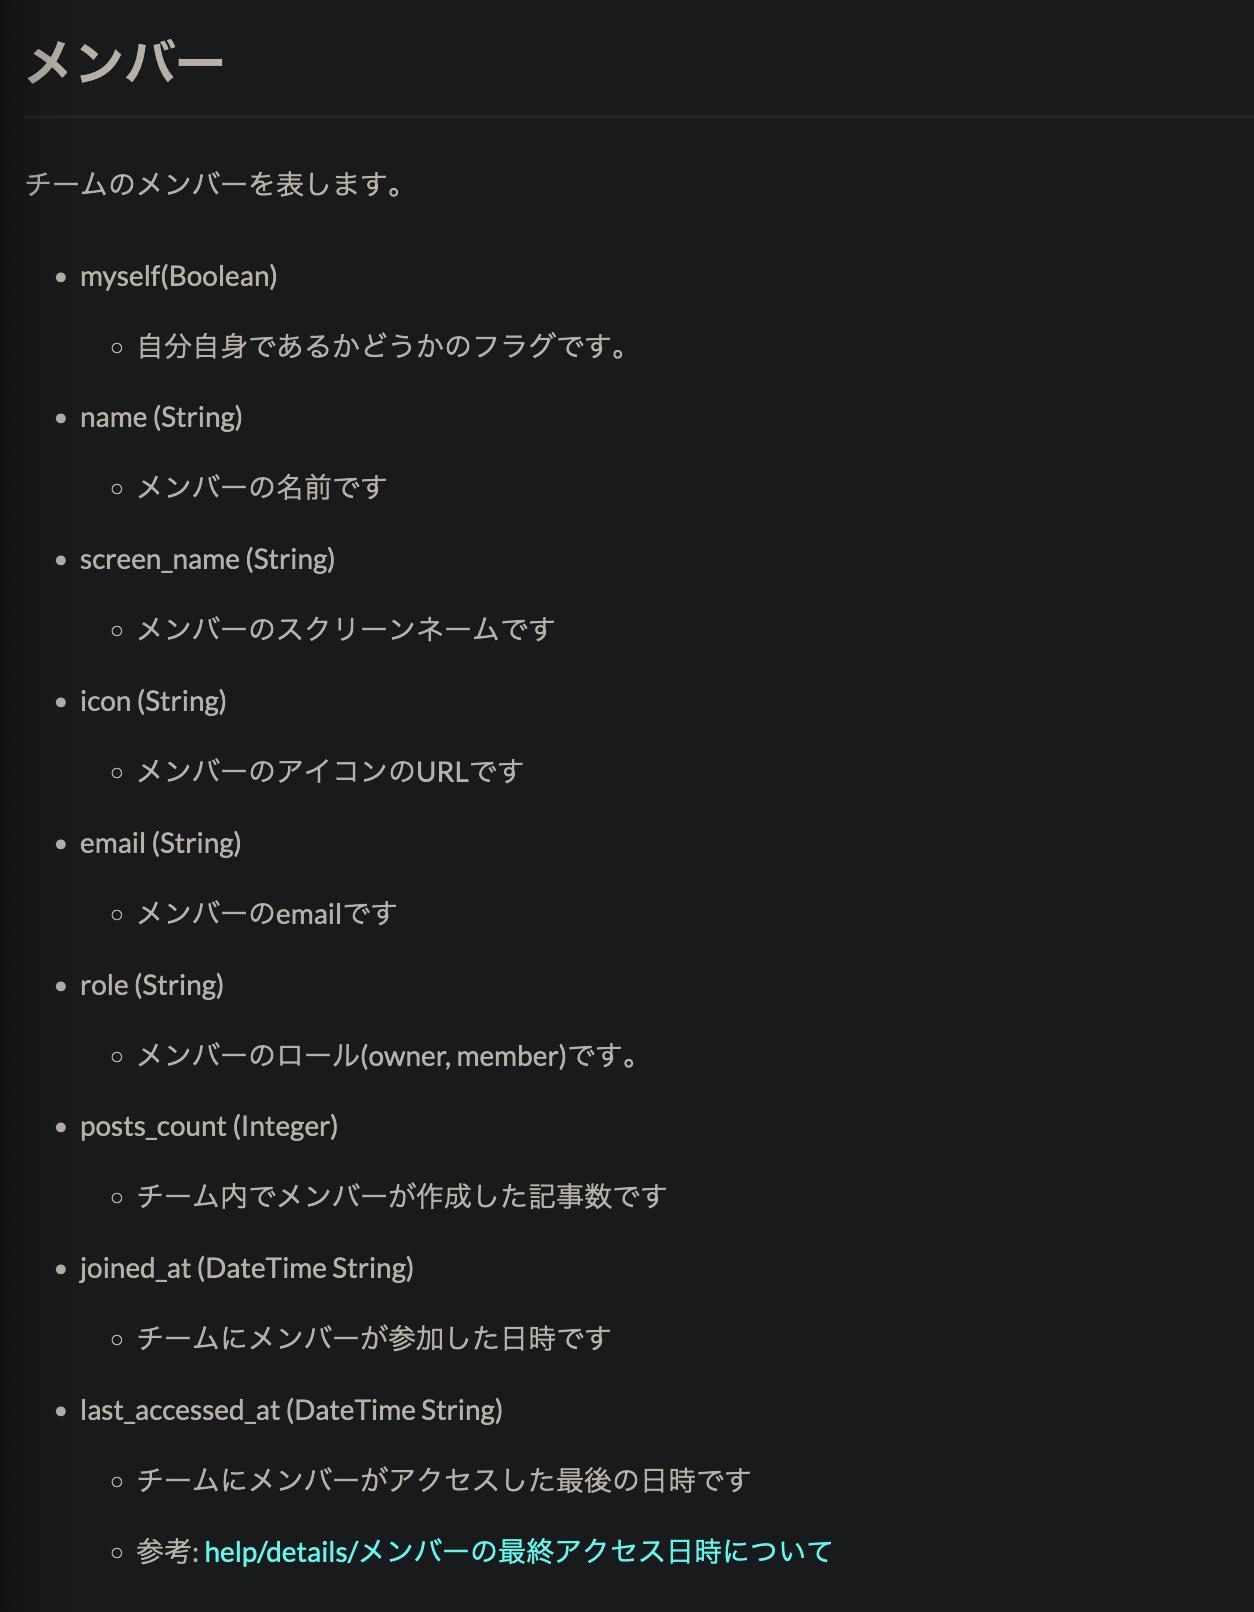 メンバー
チームのメンバーを表します。
myself(Boolean)
自分自身であるかどうかのフラグです。
name (String)
メンバーの名前です
screen_name (String)
メンバーのスクリーンネームです
icon (String)
メンバーのアイコンのURLです
email (String)
メンバーのemailです
role (String)
メンバーのロール(owner, member)です。
posts_count (Integer)
チーム内でメンバーが作成した記事数です
joined_at (DateTime String)
チームにメンバーが参加した日時です
last_accessed_at (DateTime String)
チームにメンバーがアクセスした最後の日時です
参考: help/details/メンバーの最終アクセス日時について